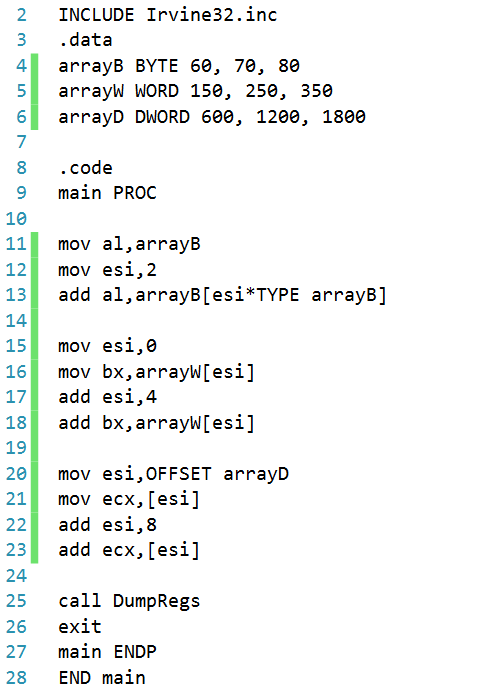 2 INCLUDE Irvine32.inc
3 .data
4 arrayB BYTE 60, 70, 80
5 arrayW WORD 150, 250, 350
6 arrayD DWORD 600, 1200, 1800
7
8 .code
9 main PROC
10
11 mov al,arrayB
12 mov esi,2
13 add al,arrayB[esi*TYPE arrayB]
14
15 mov esi,0
16 mov bx,arrayW[esi]
17 add esi,4
18 add bx,arrayW[esi]
19
20 mov esi,OFFSET arrayD
21 mov ecx,[esi]
22 add esi,8
23 add ecx,[esi]
24
25 call DumpRegs
26 exit
27 main ENDP
28 END main